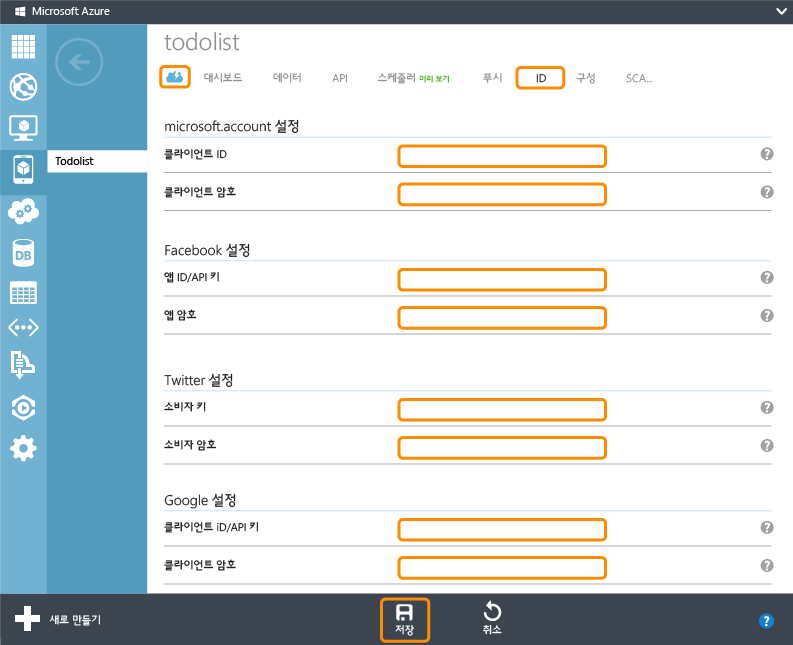 Microsoft Azure
todolist
대시보드 데이터 API 스케줄러 미리 보기 푸시 ID 구성 SCA...
Todolist
microsoft.account 설정
클라이언트 ID
클라이언트 암호
Facebook 설정
앱 ID/API 키
앱 암호
Twitter 설정
소비자 키
소비자 암호
Google 설정
클라이언트 iD/API 키
클라이언트 암호
DB
새로 만들기
저장
취소